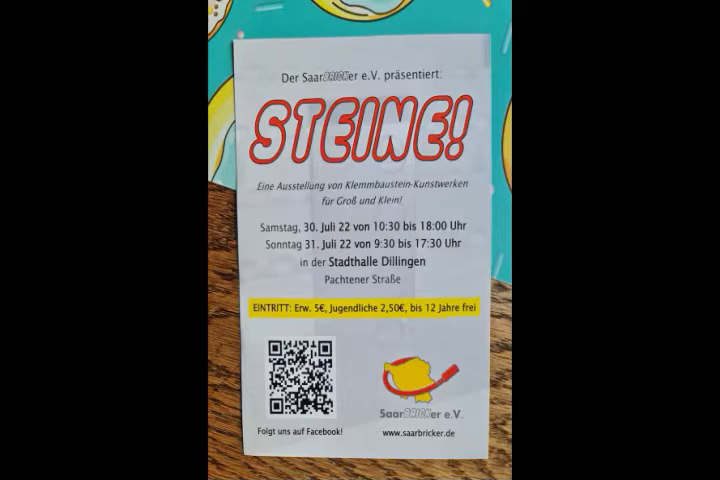 Der SaarBRICKer e.V. präsentiert:
STEINE!
Eine Ausstellung von Klemmbaustein-Kunstwerken
für Groß und Klein!
Samstag, 30. Juli 22 von 10:30 bis 18:00 Uhr
Sonntag 31. Juli 22 von 9:30 bis 17:30 Uhr
in der Stadthalle Dillingen
Pachtener Straße
EINTRITT: Erw. 5€, Jugendliche 2,50€, bis 12 Jahre frei
SaarBRICKer e.V.
Folgt uns auf Facebook!
www.saarbricker.de